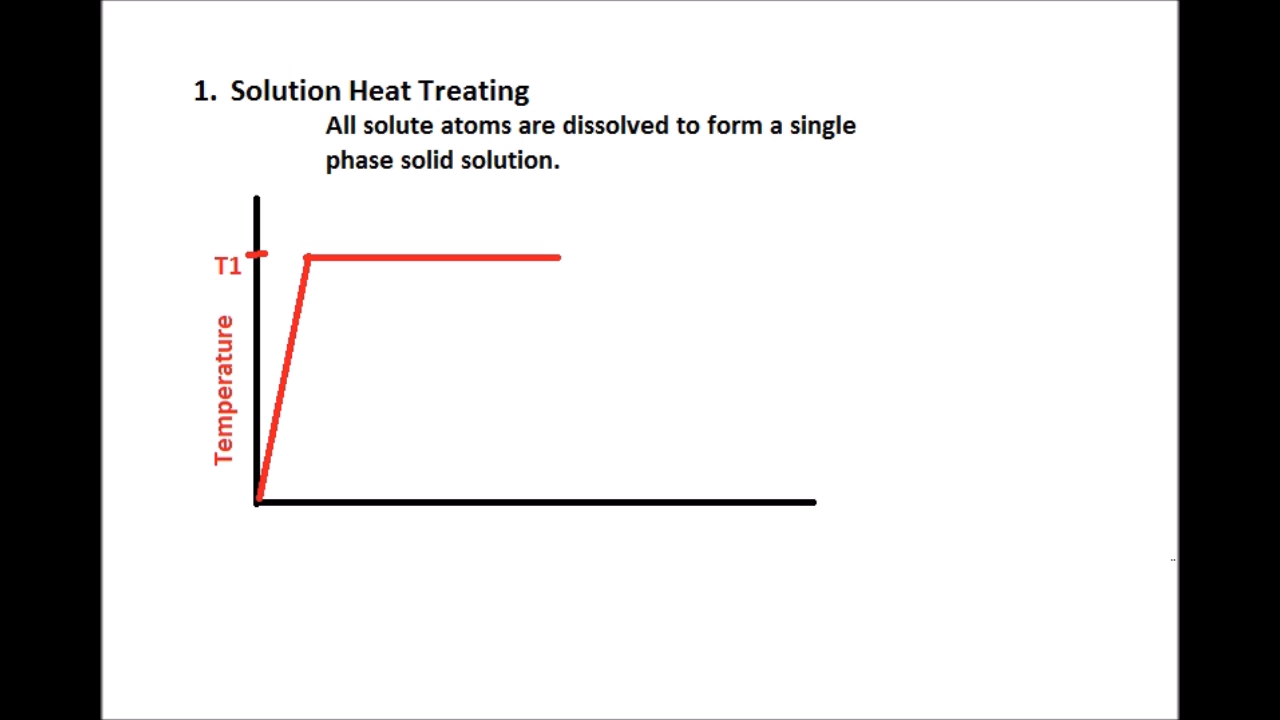 1. Solution Heat Treating
All solute atoms are dissolved to form a single
phase solid solution.
T1
Temperature